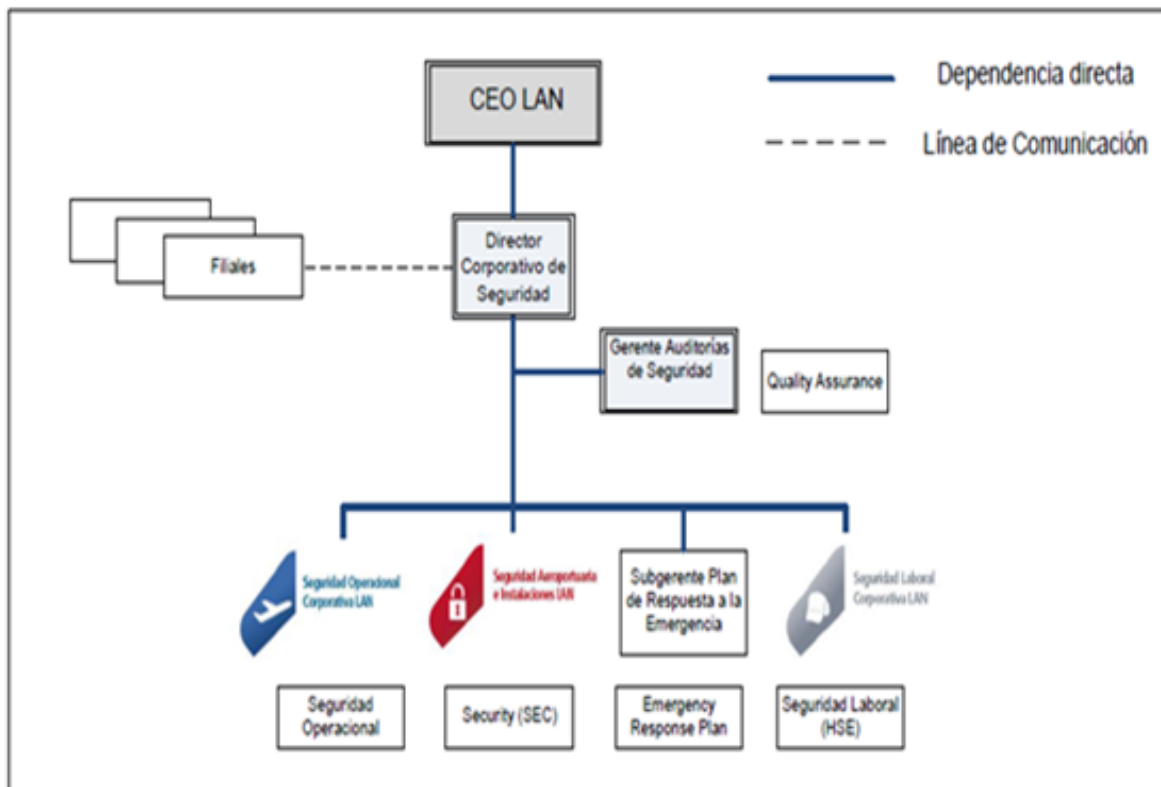 CEO LAN
Dependencia directa
Línea de Comunicación
Filiales
Director
Corporativo de
Seguridad
Gerente Auditorías
de Seguridad
Quality Assurance
Seguridad Operacional
Corporativa LAN
Seguridad Aeroportuaria
e Instalaciones LAN
Subgerente Plan
de Respuesta a la
Emergencia
Seguridad Laboral
Corporativa LAN
Seguridad
Operacional
Security (SEC)
Emergency
Response Plan
Seguridad Laboral
(HSE)